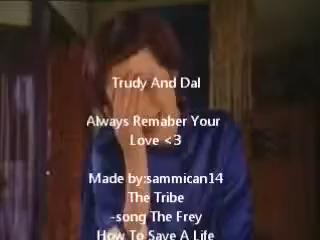 Trudy And Dal
Always Remaber Your
Love <3
Made by:sammican14
The Tribe
-song The Frey
How To Save A Life